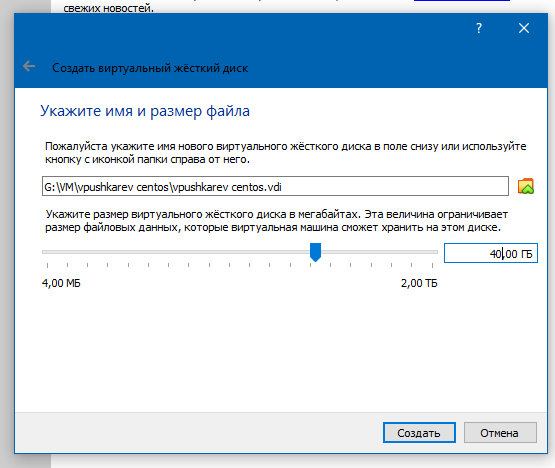 свежих новостей.
?
Создать виртуальный жёсткий диск
Укажите имя и размер файла
Пожалуйста укажите имя нового виртуального жёсткого диска в поле снизу или используйте
кнопку с иконкой папки справа от него.
G:\VM\vpushkarev centos\vpushkarev centos.vdi
Укажите размер виртуального жёсткого диска в мегабайтах. Эта величина ограничивает
размер файловых данных, которые виртуальная машина сможет хранить на этом диске.
40,00 ГБ
4,00 МБ 2,00 ТБ
Создать Отмена